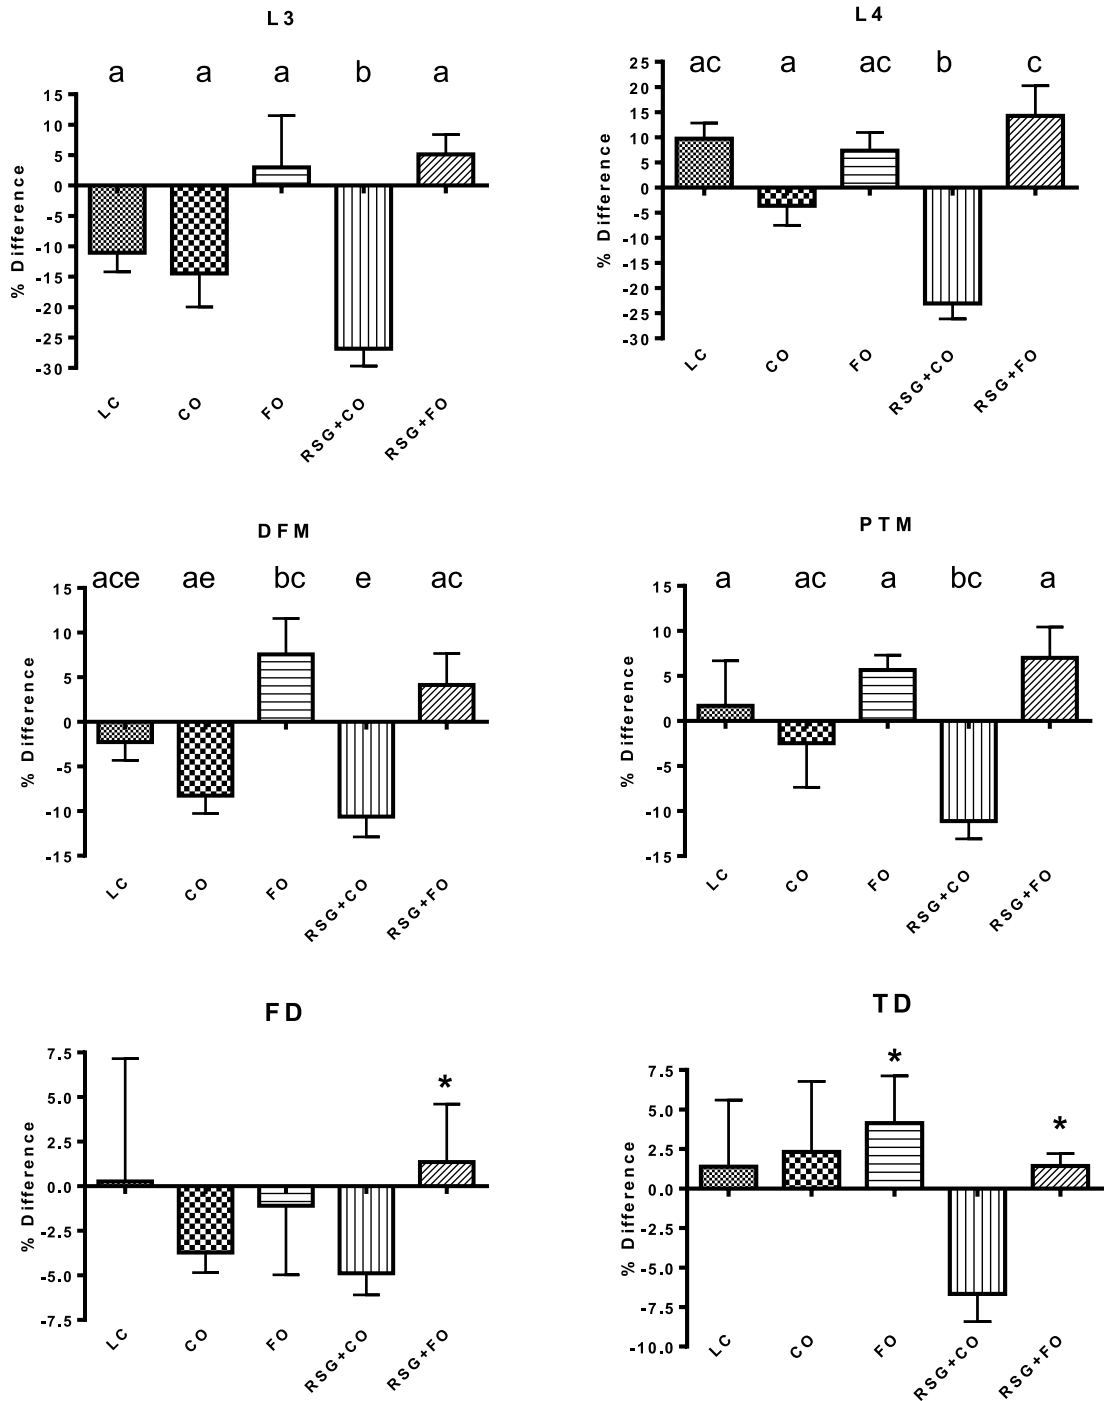 L3
a a a b a
% Difference
10
5
0
-5
-10
-15
-20
-25
-30
LC CO FO RSG+CO RSG+FO
L4
ac a ac b c
% Difference
25
20
15
10
5
0
-5
-10
-15
-20
-25
-30
LC CO FO RSG+CO RSG+FO
DFM
ace ae bc e ac
% Difference
15
10
5
0
-5
-10
-15
LC CO FO RSG+CO RSG+FO
PTM
a ac a bc a
% Difference
15
10
5
0
-5
-10
-15
LC CO FO RSG+CO RSG+FO
FD
*
% Difference
7.5
5.0
2.5
0.0
-2.5
-5.0
-7.5
LC CO FO RSG+CO RSG+FO
TD
* *
% Difference
7.5
5.0
2.5
0.0
-2.5
-5.0
-7.5
-10.0
LC CO FO RSG+CO RSG+FO